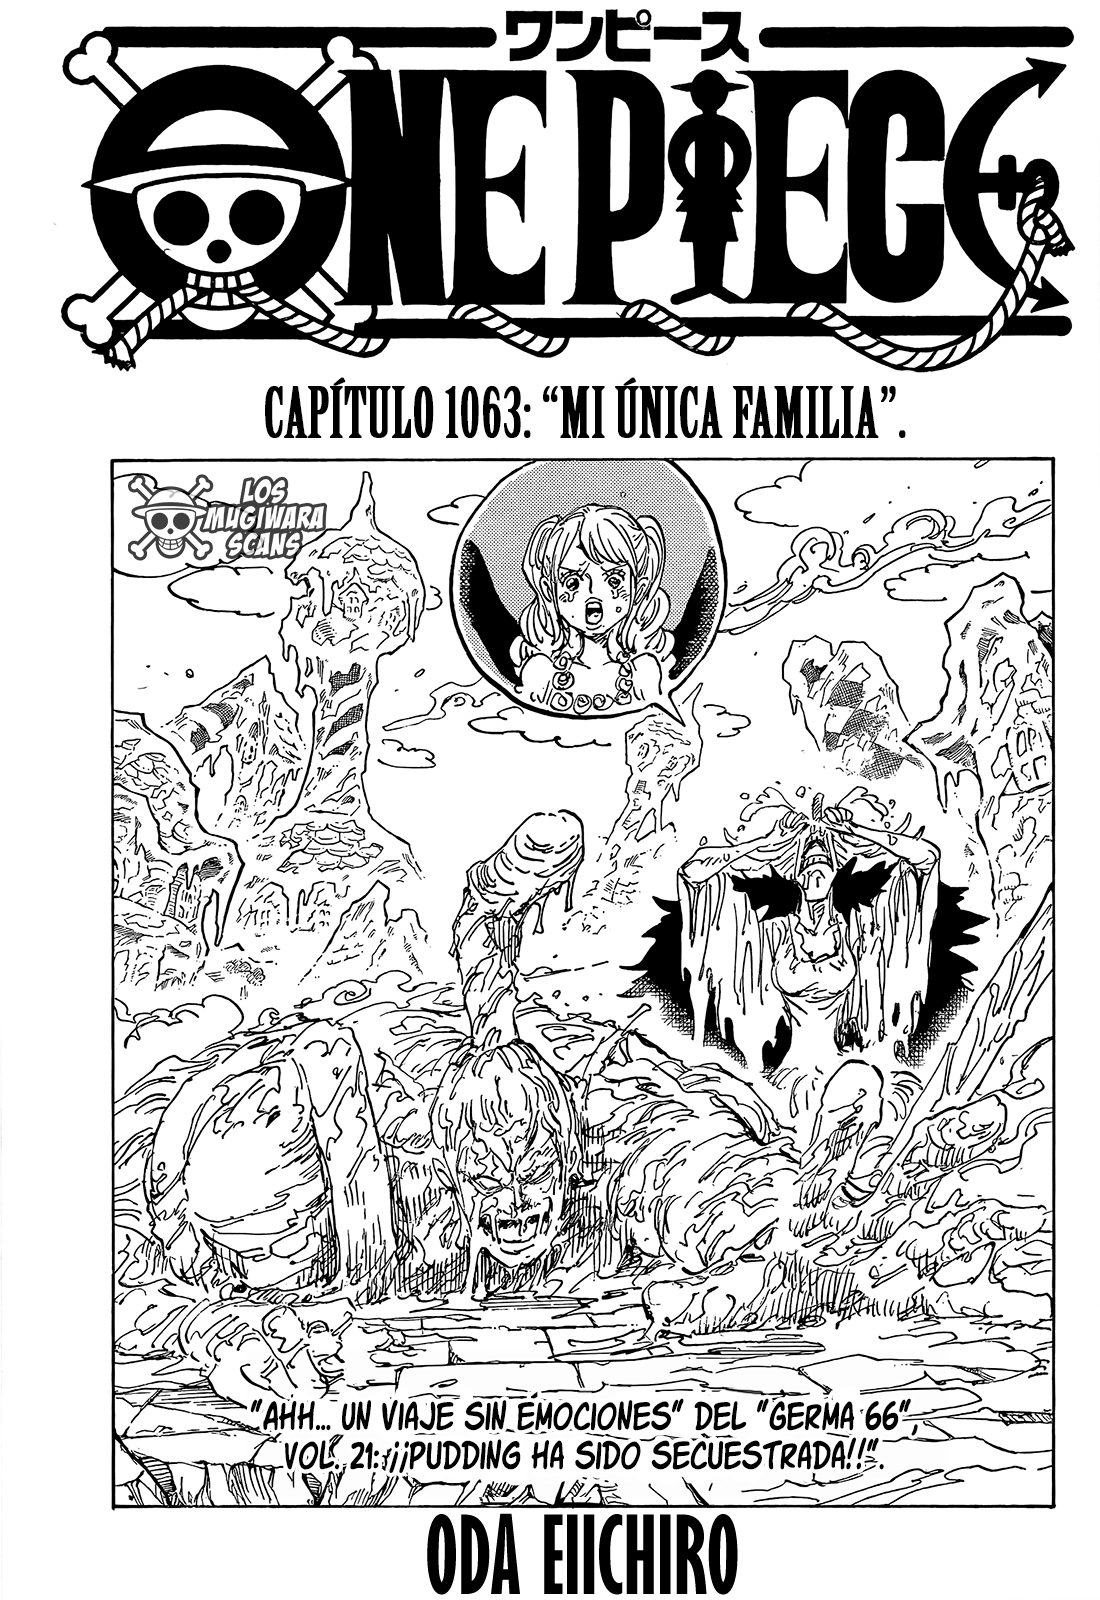 ワンピース
ONE PIECE
CAPÍTULO 1063: “MI ÚNICA FAMILIA”.
LOS
MUGIWARA
SCANS
"AHH... UN VIAJE SIN EMOCIONES" DEL "GERMA 66",
VOL. 21: ¡¡PUDDING HA SIDO SECUESTRADA!!".
ODA EIICHIRO